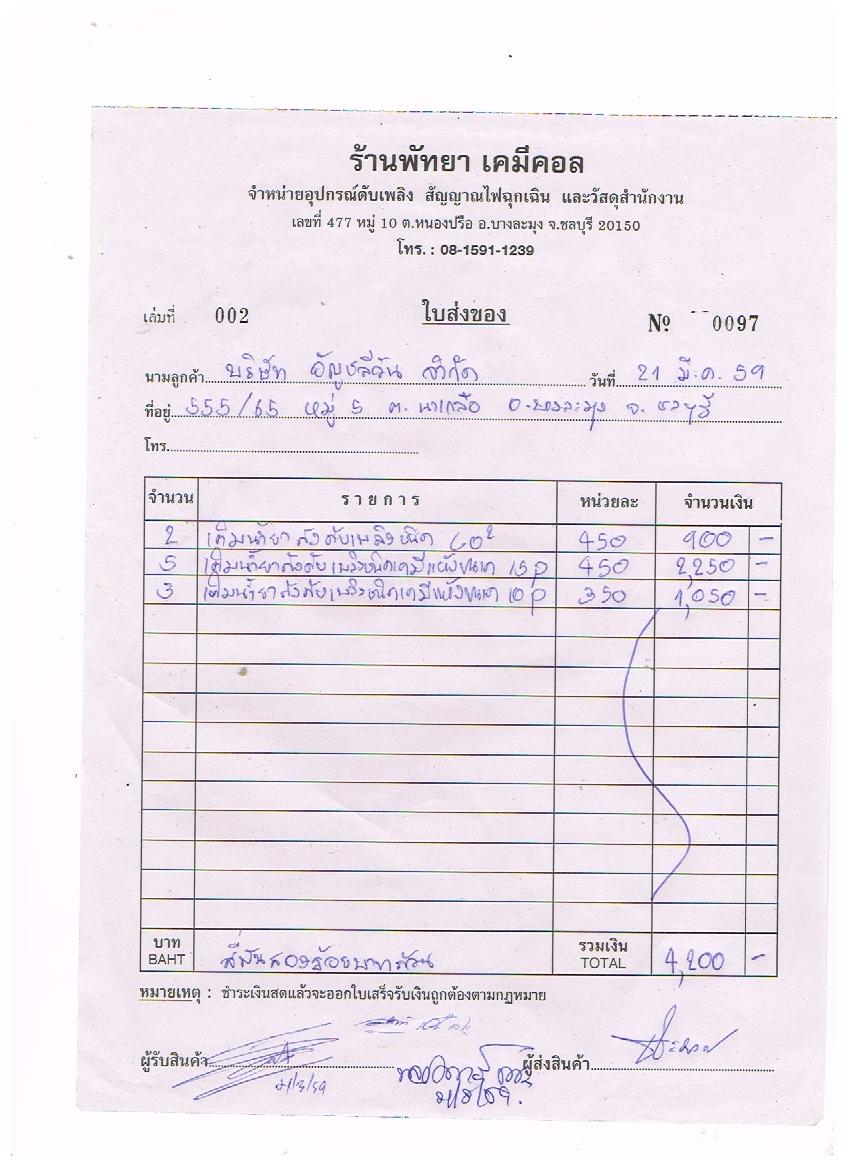 ร้านพัทยา เคมีคอล
จำหน่ายอุปกรณ์ดับเพลิง สัญญาณไฟฉุกเฉิน และวัสดุสำนักงาน
เลขที่ 477 หมู่ 10 ต.หนองปรือ อ.บางละมุง จ.ชลบุรี 20150
โทร. : 08-1591-1239
เล่มที่ 002 ใบส่งของ № 0097
นามลูกค้า บริษัท อัญชลีวัน จำกัด วันที่ 21 มี.ค. 59
ที่อยู่ 555/65 หมู่ 5 ต. นาเกลือ อ.บางละมุง จ. ชลบุรี
โทร.
จำนวน รายการ หน่วยละ จำนวนเงิน
2 เติมน้ำยาถังดับเพลิงชนิด CO2 450 900 -
5 เติมน้ำยาถังดับเพลิงชนิดเคมีแห้งขนาด 15 p 450 2,250 -
3 เติมน้ำยาถังดับเพลิงชนิดเคมีแห้งขนาด 10 p 350 1,050 -
บาท สี่พันสองร้อยบาทถ้วน รวมเงิน 4,200 -
BAHT TOTAL
หมายเหตุ : ชำระเงินสดแล้วจะออกใบเสร็จรับเงินถูกต้องตามกฎหมาย
ผู้รับสินค้า ผู้ส่งสินค้า
21/3/59